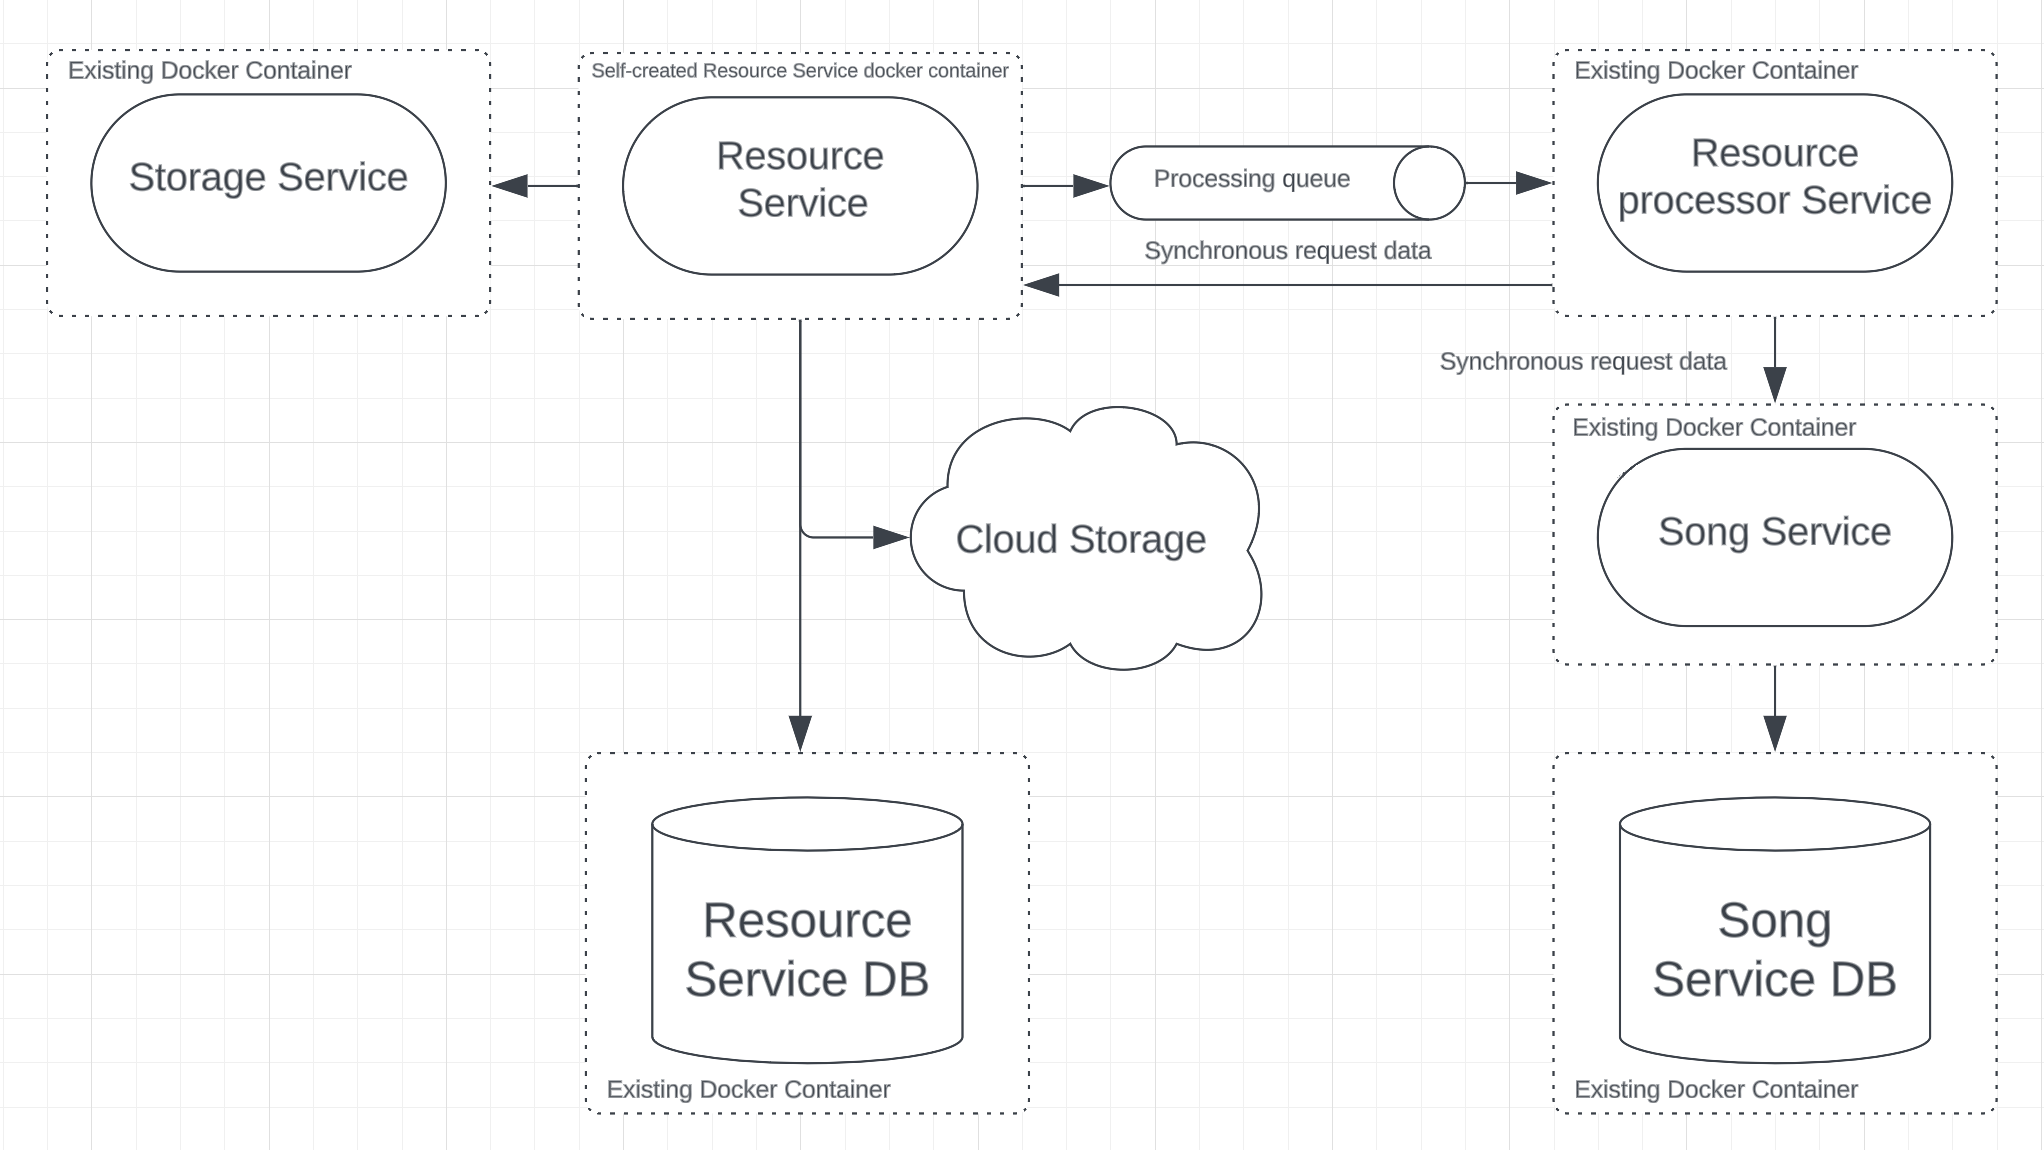 Existing Docker Container
Storage Service
Self-created Resource Service docker container
Resource
Service
Processing queue
Synchronous request data
Existing Docker Container
Resource
processor Service
Synchronous request data
Existing Docker Container
Song Service
Cloud Storage
Resource
Service DB
Existing Docker Container
Song
Service DB
Existing Docker Container